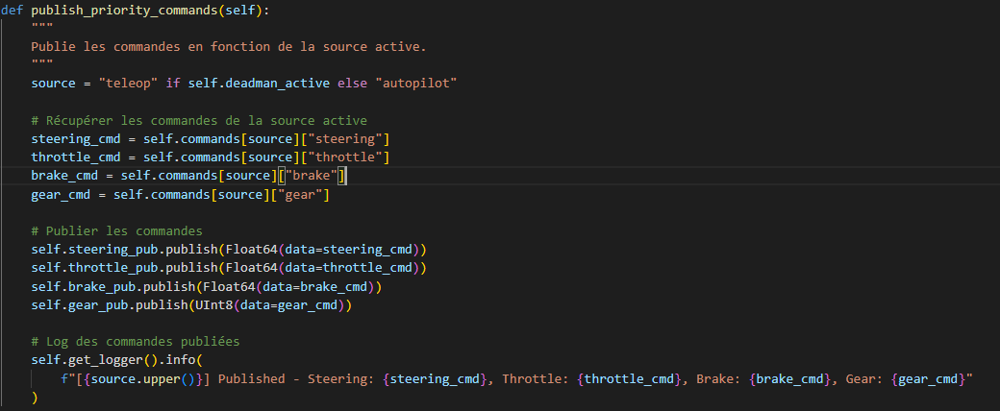 def publish_priority_commands(self):
    """
    Publie les commandes en fonction de la source active.
    """
    source = "teleop" if self.deadman_active else "autopilot"

    # Récupérer les commandes de la source active
    steering_cmd = self.commands[source]["steering"]
    throttle_cmd = self.commands[source]["throttle"]
    brake_cmd = self.commands[source]["brake"]
    gear_cmd = self.commands[source]["gear"]

    # Publier les commandes
    self.steering_pub.publish(Float64(data=steering_cmd))
    self.throttle_pub.publish(Float64(data=throttle_cmd))
    self.brake_pub.publish(Float64(data=brake_cmd))
    self.gear_pub.publish(UInt8(data=gear_cmd))

    # Log des commandes publiées
    self.get_logger().info(
        f"[{source.upper()}] Published - Steering: {steering_cmd}, Throttle: {throttle_cmd}, Brake: {brake_cmd}, Gear: {gear_cmd}"
    )